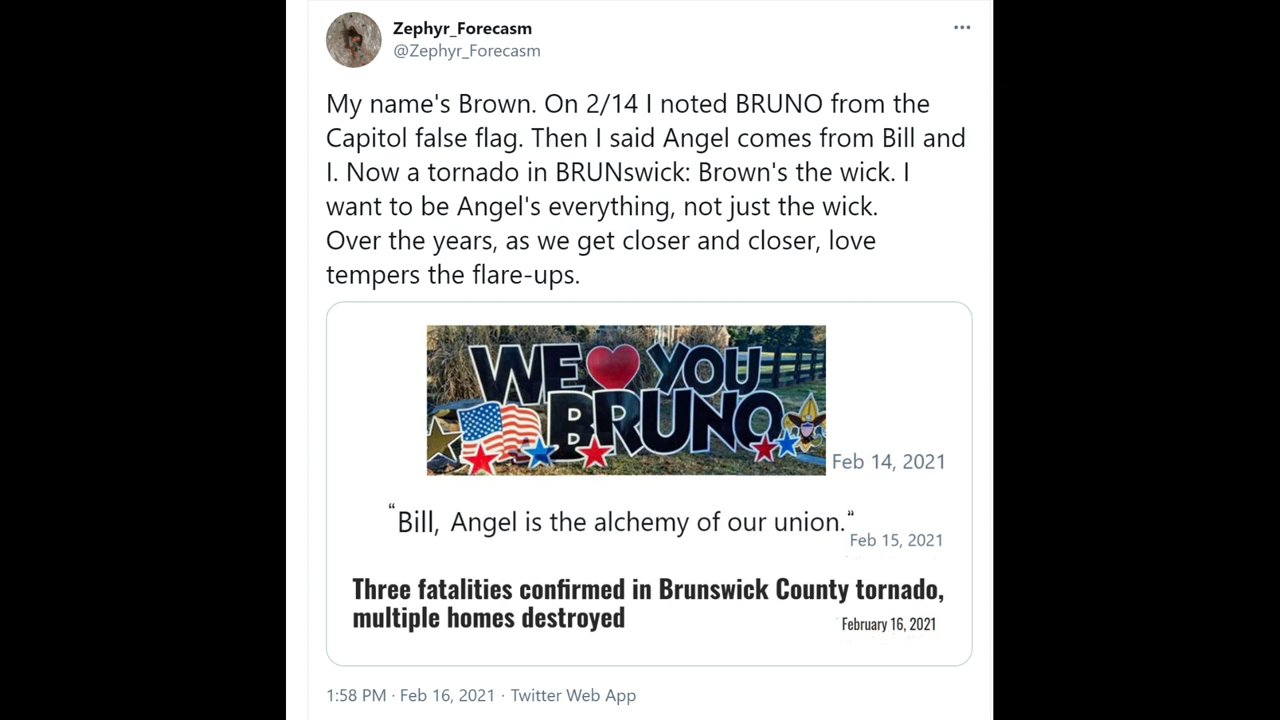 Zephyr_Forecasm
@Zephyr_Forecasm
My name's Brown. On 2/14 I noted BRUNO from the
Capitol false flag. Then I said Angel comes from Bill and
I. Now a tornado in BRUNswick: Brown's the wick. I
want to be Angel's everything, not just the wick.
Over the years, as we get closer and closer, love
tempers the flare-ups.
WE YOU
BRUNO
Feb 14, 2021
“Bill, Angel is the alchemy of our union.”
Feb 15, 2021
Three fatalities confirmed in Brunswick County tornado,
multiple homes destroyed
February 16, 2021
1:58 PM · Feb 16, 2021 · Twitter Web App